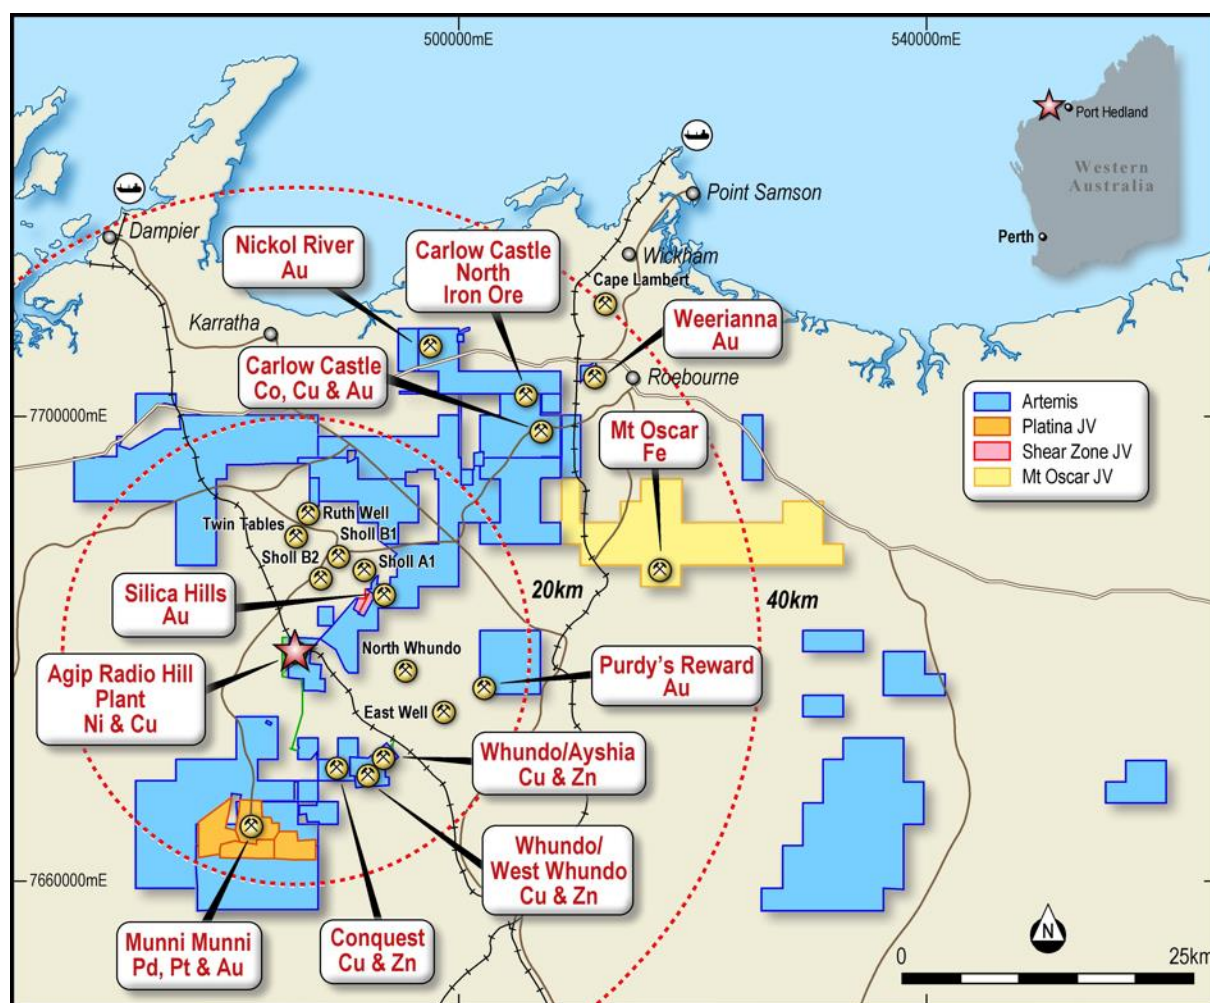 500000mE
540000mE
Port Hedland
Western
Australia
Perth
Point Samson
Dampier
Wickham
Nickol River
Au
Carlow Castle
North
Iron Ore
Cape Lambert
Karratha
Weerianna
Au
Carlow Castle
Co, Cu & Au
Roebourne
Artemis
Platina JV
Shear Zone JV
Mt Oscar JV
7700000mE
Mt Oscar
Fe
Ruth Well
Twin Tables
Sholl B1
Sholl B2
Sholl A1
Silica Hills
Au
20km
40km
North Whundo
Agip Radio Hill
Plant
Ni & Cu
Purdy's Reward
Au
East Well
Whundo/Ayshia
Cu & Zn
Whundo/
West Whundo
Cu & Zn
7660000mE
Munni Munni
Pd, Pt & Au
Conquest
Cu & Zn
N
0
25km